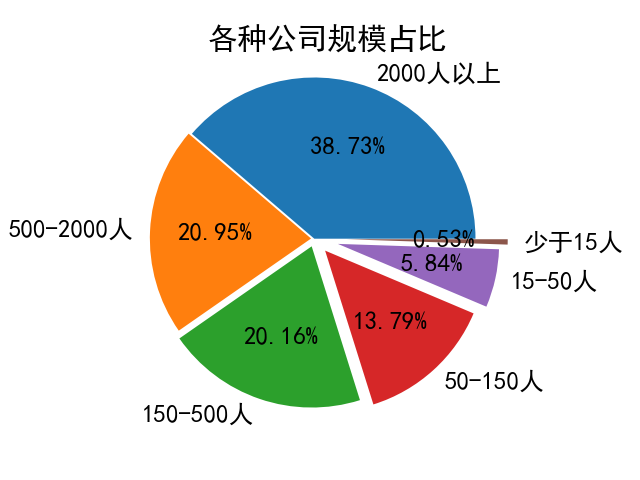 各种公司规模占比
2000人以上
38.73%
500-2000人
20.95%
0.53%
少于15人
5.84%
15-50人
13.79%
20.16%
50-150人
150-500人